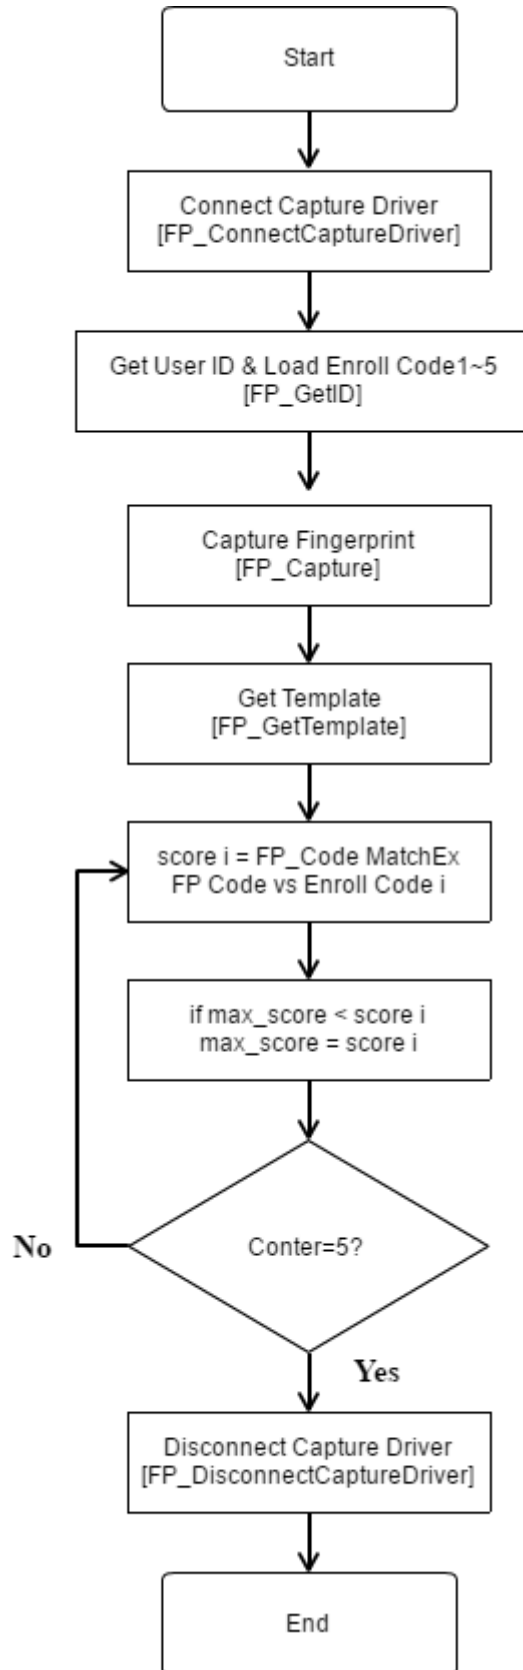 Start
Connect Capture Driver
[FP_ConnectCaptureDriver]
Get User ID & Load Enroll Code1~5
[FP_GetID]
Capture Fingerprint
[FP_Capture]
Get Template
[FP_GetTemplate]
score i = FP_Code MatchEx
FP Code vs Enroll Code i
if max_score < score i
max_score = score i
Conter=5?
No
Yes
Disconnect Capture Driver
[FP_DisconnectCaptureDriver]
End